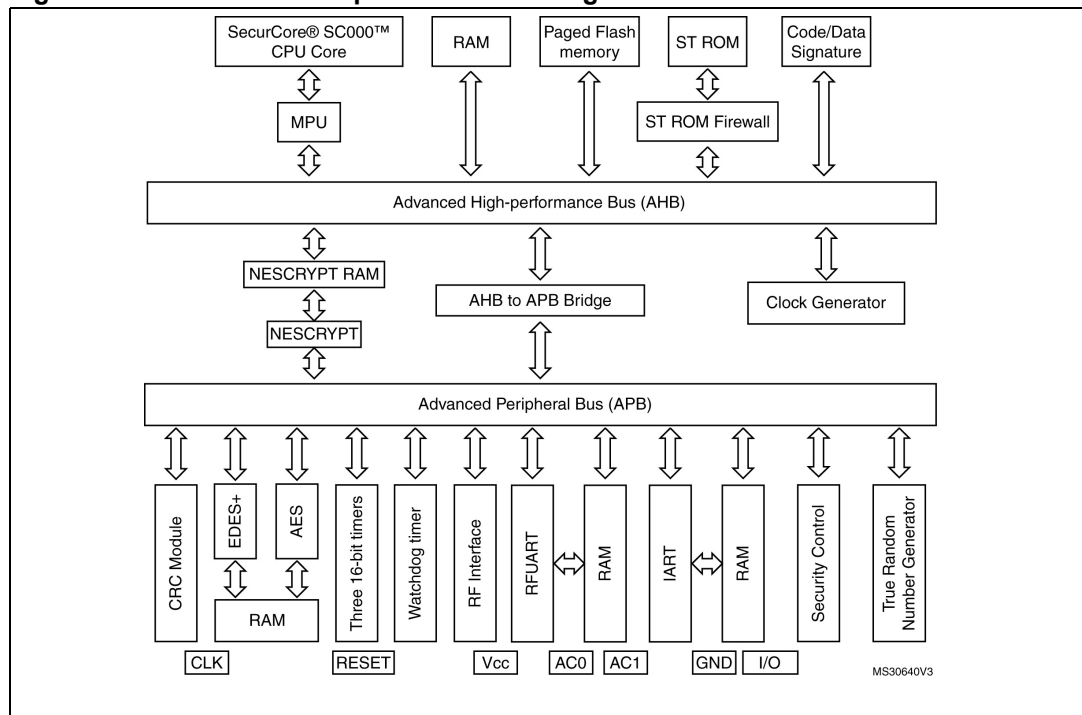 SecurCore® SC000™
CPU Core
RAM
Paged Flash
memory
ST ROM
Code/Data
Signature
MPU
ST ROM Firewall
Advanced High-performance Bus (AHB)
NESCRYPT RAM
AHB to APB Bridge
Clock Generator
NESCRYPT
Advanced Peripheral Bus (APB)
CRC Module
EDES+
AES
RAM
Three 16-bit timers
Watchdog timer
RF Interface
RFUART
RAM
IART
RAM
Security Control
True Random
Number Generator
CLK
RESET
Vcc
AC0
AC1
GND
I/O
MS30640V3